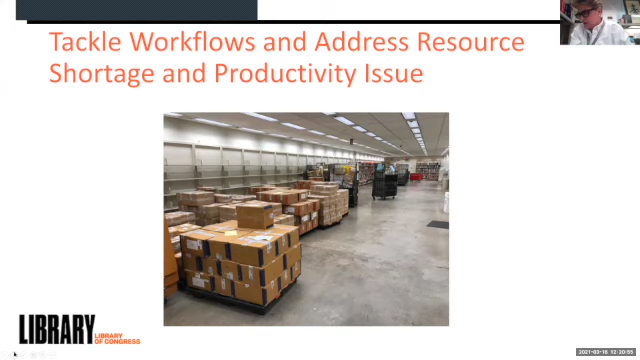 Tackle Workflows and Address Resource
Shortage and Productivity Issue
LIBRARY
LIBRARY
OF CONGRESS
2021-03-16 12:20:55